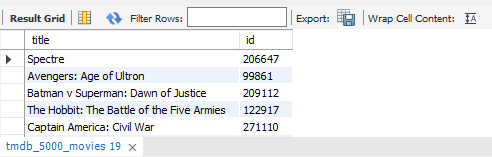 Result Grid Filter Rows: Export: Wrap Cell Content: IA
title id
Spectre 206647
Avengers: Age of Ultron 99861
Batman v Superman: Dawn of Justice 209112
The Hobbit: The Battle of the Five Armies 122917
Captain America: Civil War 271110
tmdb_5000_movies 19 ×